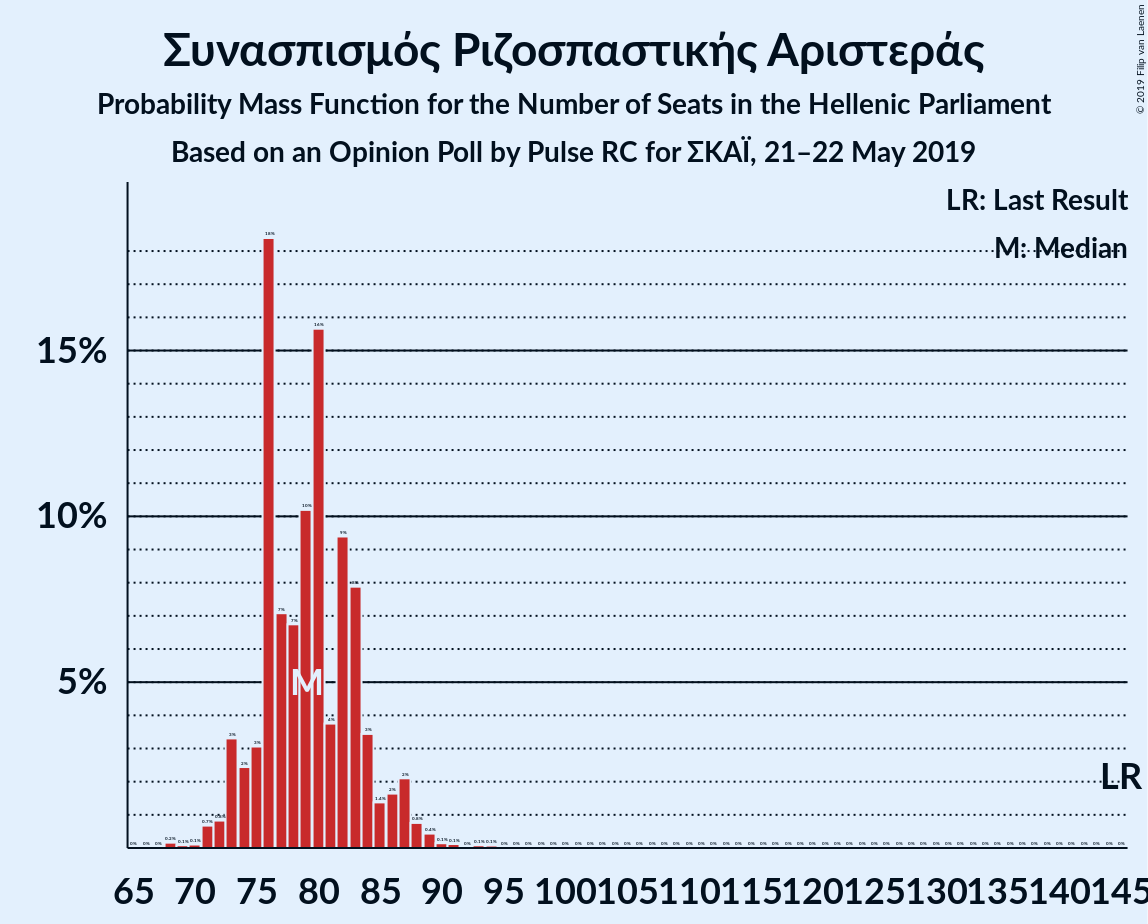 Συνασπισμός Ριζοσπαστικής Αριστεράς
Probability Mass Function for the Number of Seats in the Hellenic Parliament
Based on an Opinion Poll by Pulse RC for ΣΚΑΪ, 21–22 May 2019
© 2019 Filip van Laenen
LR: Last Result
M: Median
15%
10%
5%
M
LR
65 70 75 80 85 90 95 100 105 110 115 120 125 130 135 140 145